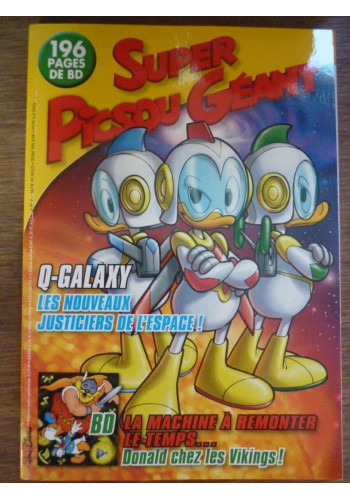 196
PAGES
DE BD
SUPER
PICSOU-GÉANT
Q-GALAXY
LES NOUVEAUX
JUSTICIERS DE L'ESPACE !
BD
LA MACHINE À REMONTER
LE TEMPS...
Donald chez les Vikings !